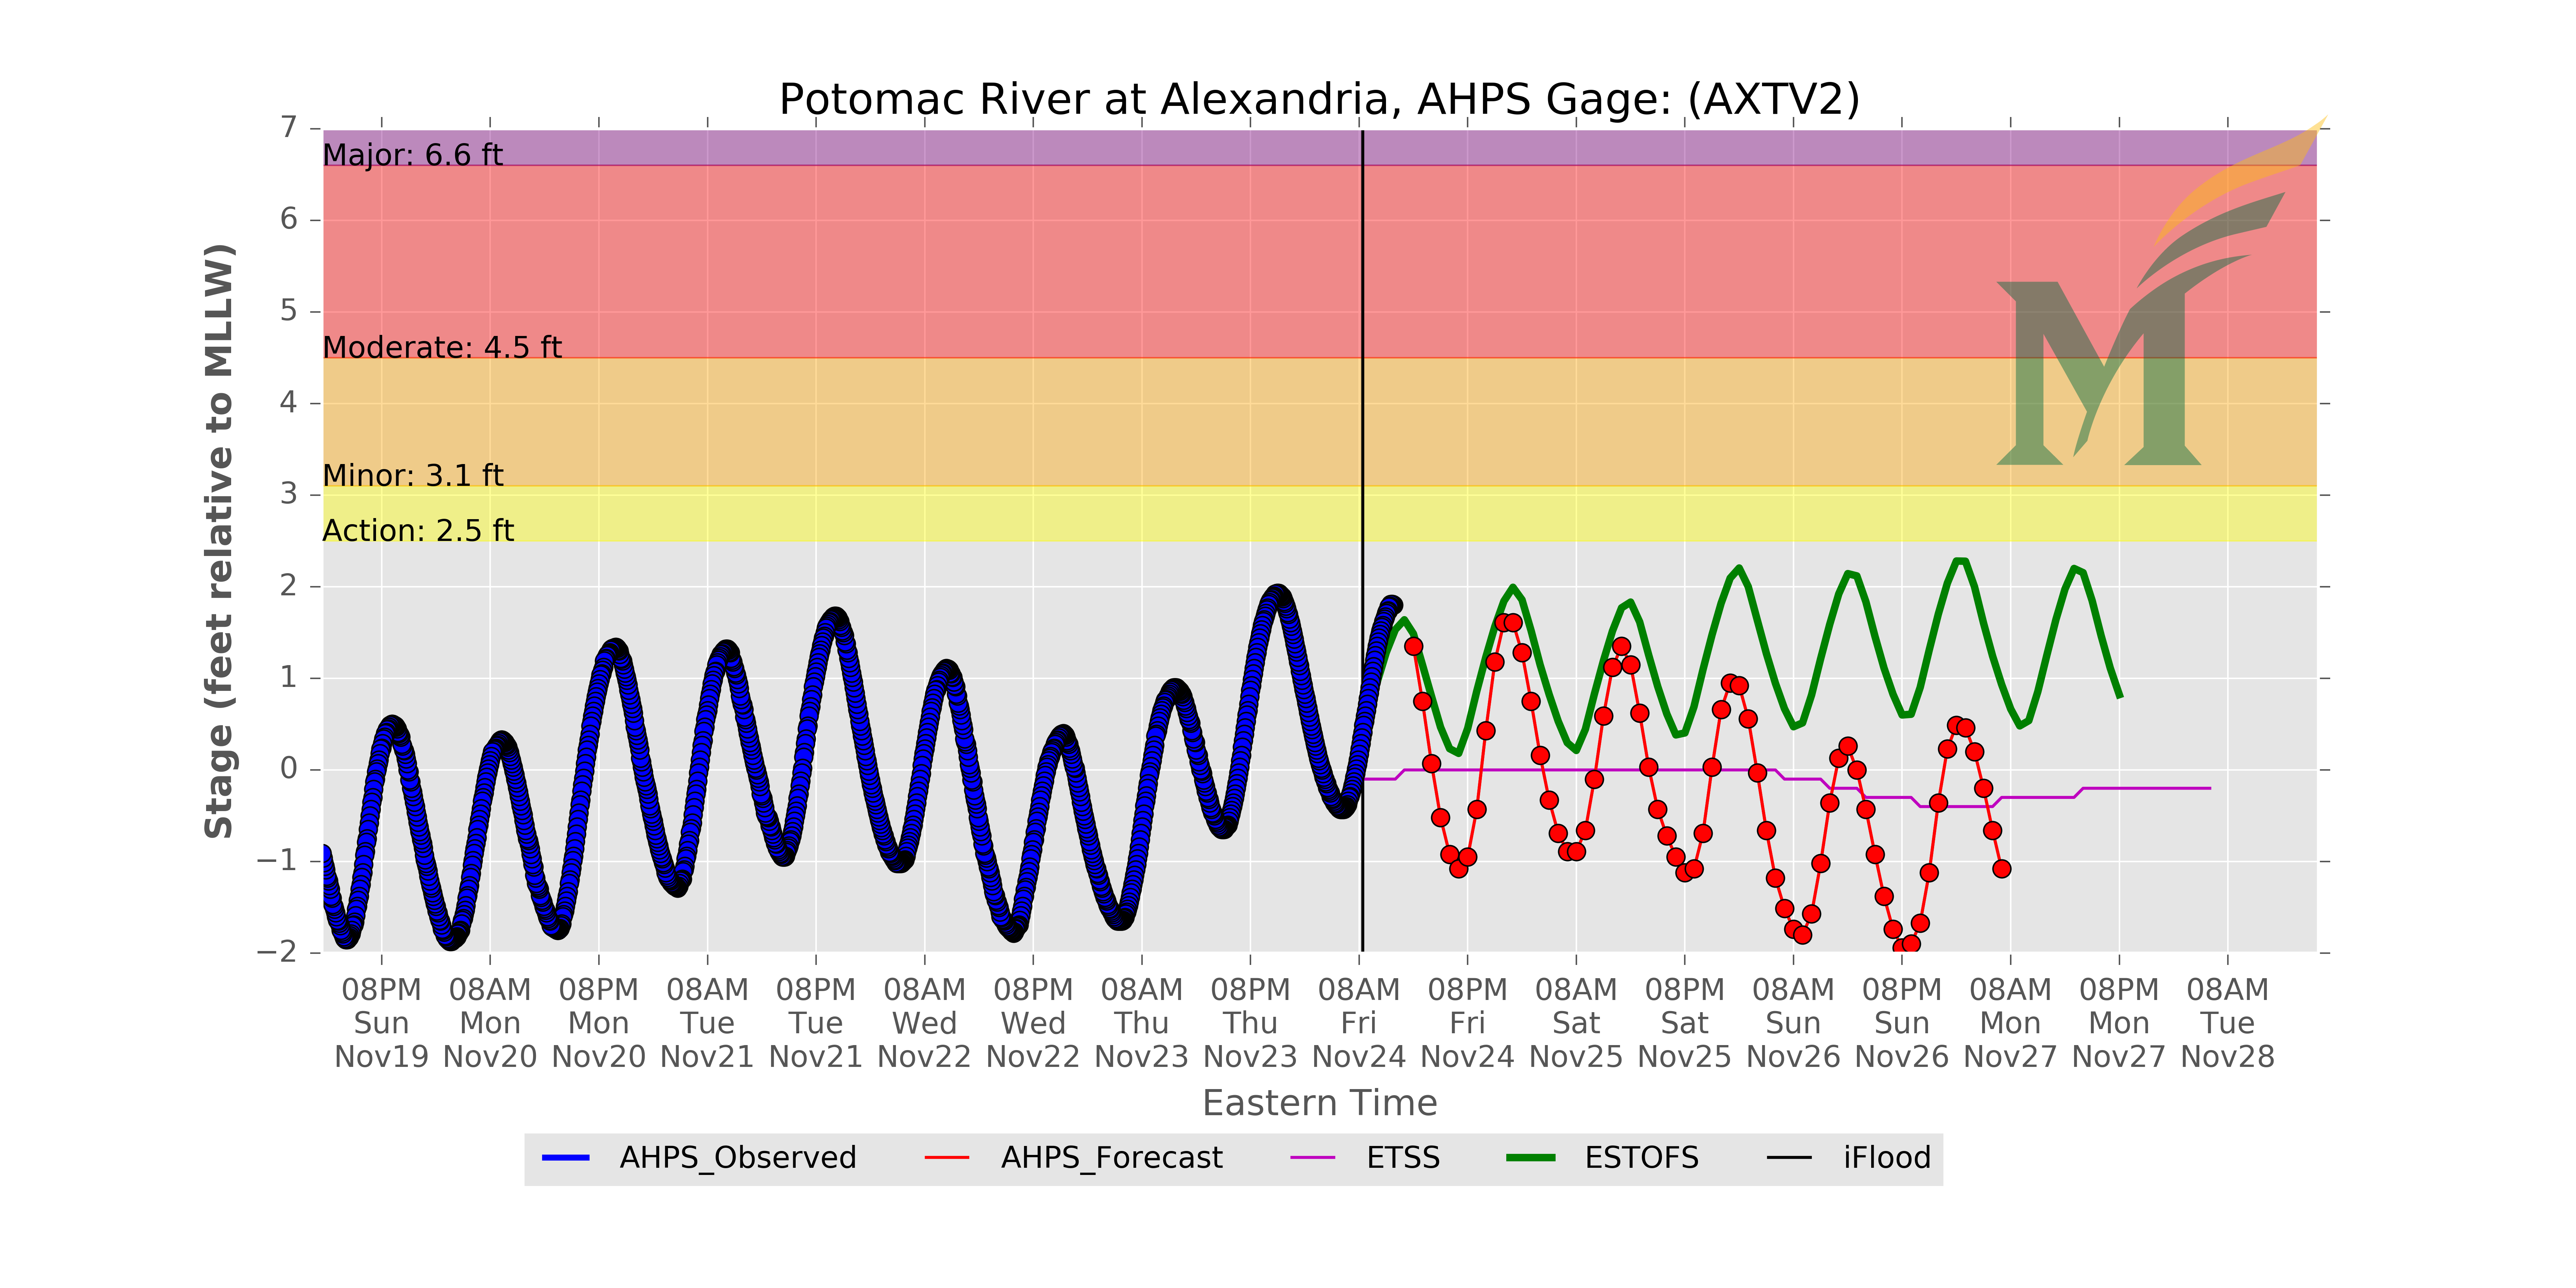 Potomac River at Alexandria, AHPS Gage: (AXTV2)
Stage (feet relative to MLLW)
7
6
5
4
3
2
1
0
−1
−2
Major: 6.6 ft
Moderate: 4.5 ft
Minor: 3.1 ft
Action: 2.5 ft
08PM 08AM 08PM 08AM 08PM 08AM 08PM 08AM 08PM 08AM 08PM 08AM 08PM 08AM 08PM 08AM 08PM 08AM
Sun Mon Mon Tue Tue Wed Wed Thu Thu Fri Fri Sat Sat Sun Sun Mon Mon Tue
Nov19 Nov20 Nov20 Nov21 Nov21 Nov22 Nov22 Nov23 Nov23 Nov24 Nov24 Nov25 Nov25 Nov26 Nov26 Nov27 Nov27 Nov28
Eastern Time
AHPS_Observed AHPS_Forecast ETSS ESTOFS iFlood
M